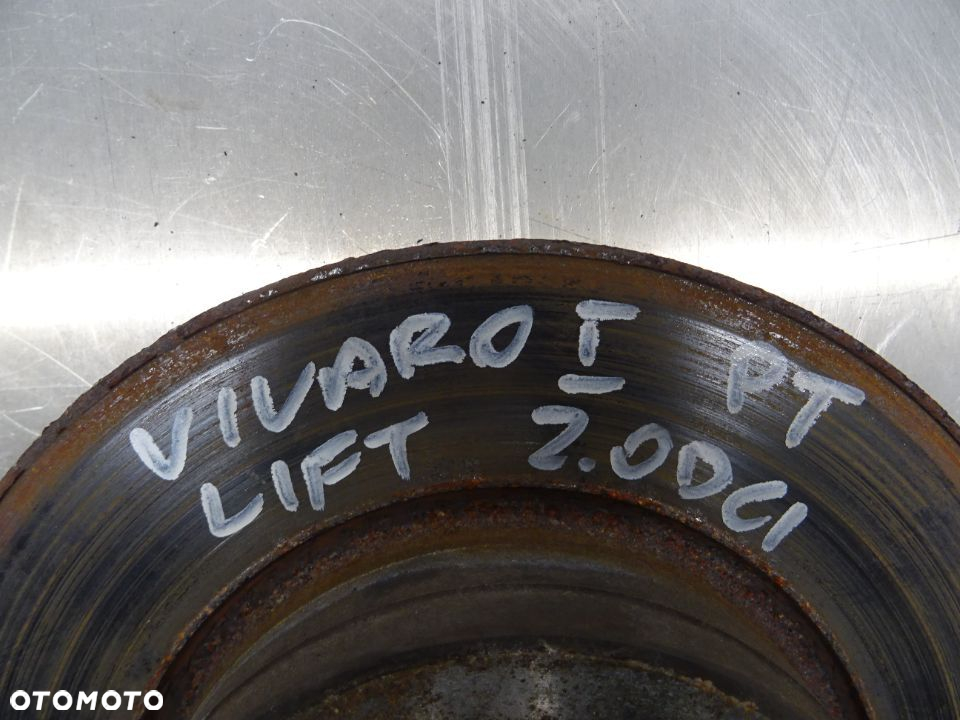 VIVARO I PT
LIFT 2.0DCI
OTOMOTO